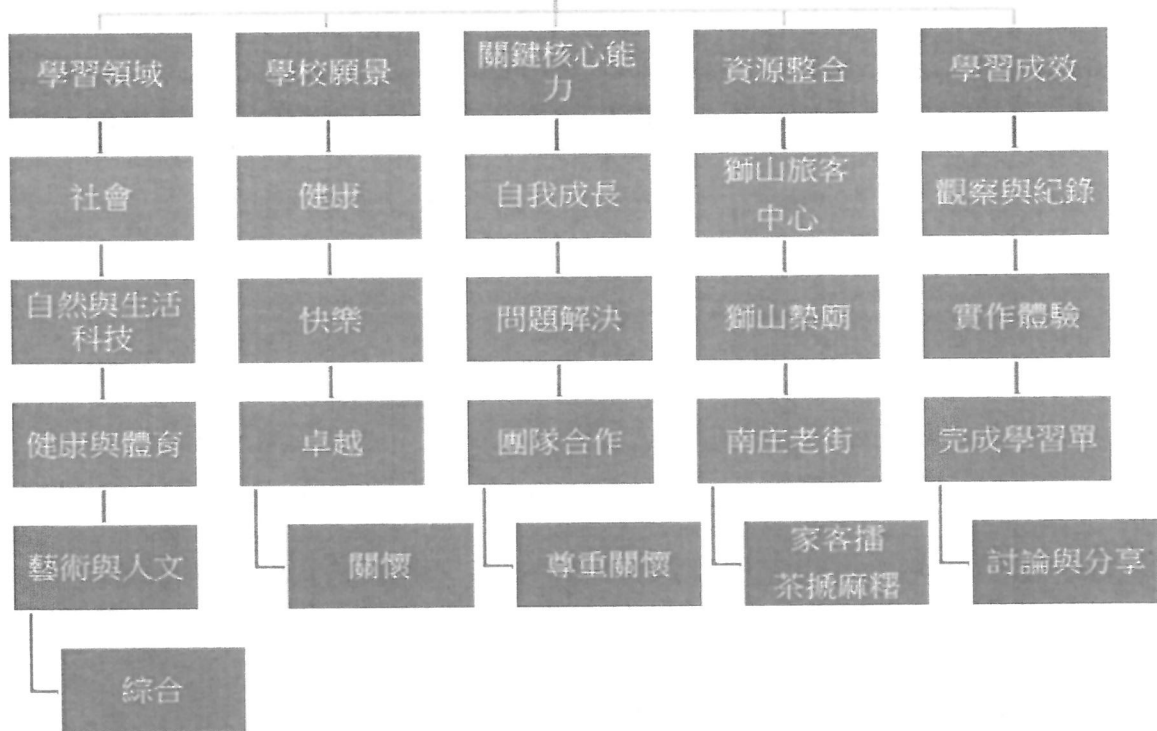 學習領域
社會
自然與生活
科技
健康與體育
藝術與人文
綜合
學校願景
健康
快樂
卓越
關懷
關鍵核心能
力
自我成長
問題解決
團隊合作
尊重關懷
資源整合
獅山旅客
中心
獅山勢廟
南庄老街
家客擂
茶搋麻糬
學習成效
觀察與紀錄
實作體驗
完成學習單
討論與分享